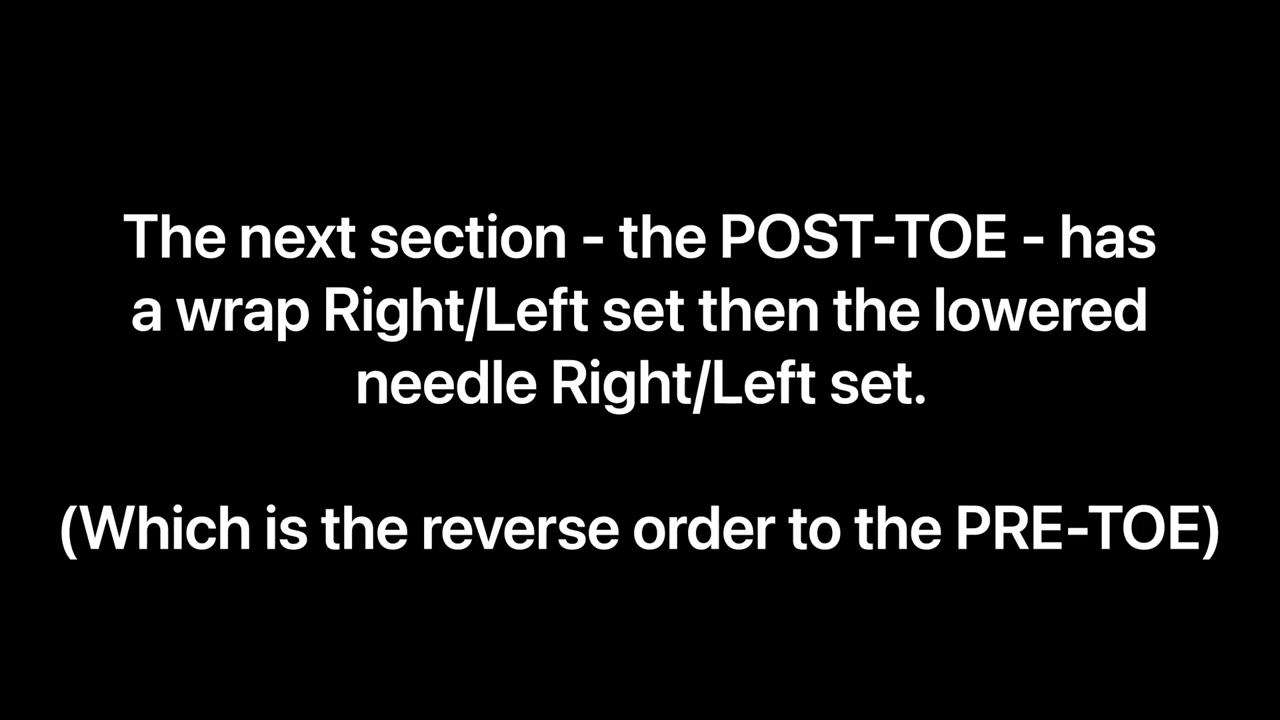 The next section - the POST-TOE - has
a wrap Right/Left set then the lowered
needle Right/Left set.
(Which is the reverse order to the PRE-TOE)